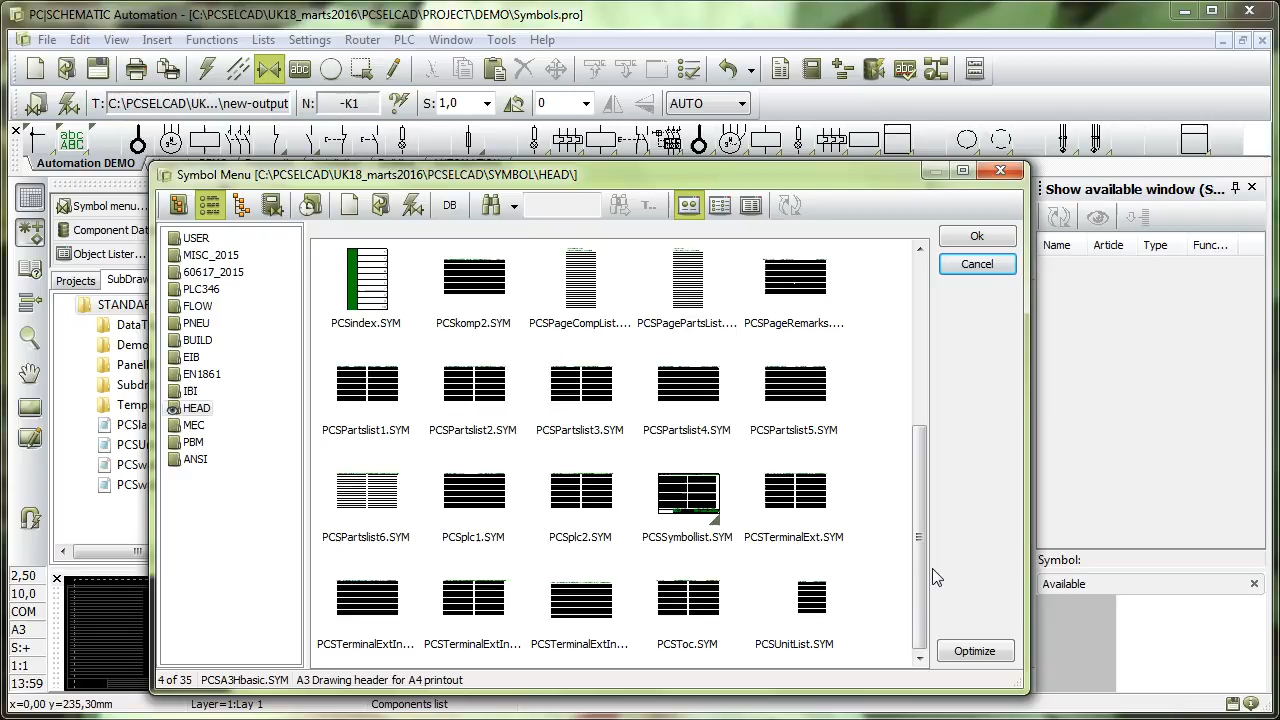 PC|SCHEMATIC Automation - [C:\PCSELCAD\UK18_marts2016\PCSELCAD\PROJECT\DEMO\Symbols.pro]
File Edit View Insert Functions Lists Settings Router PLC Window Tools Help
abc
T: C:\PCSELCAD\UK...\new-output N: -K1 S: 1,0 0 AUTO
abc
ABC
Automation DEMO
Symbol Menu [C:\PCSELCAD\UK18_marts2016\PCSELCAD\SYMBOL\HEAD\]
Show available window (S...
Symbol menu...
DB
T..
Component Dat
Object Lister...
Ok
Cancel
Name Article Type Func...
Projects SubDraw
STANDAR
DataT
Demo
Panel
Subdr
Temp
PCSia
PCSU
PCSw
PCSw
USER
MISC_2015
60617_2015
PLC346
FLOW
PNEU
BUILD
EIB
EN1861
IBI
HEAD
MEC
PBM
ANSI
PCSindex.SYM PCSkomp2.SYM PCSPageCompList.... PCSPagePartsList.... PCSPageRemarks....
PCSPartslist1.SYM PCSPartslist2.SYM PCSPartslist3.SYM PCSPartslist4.SYM PCSPartslist5.SYM
PCSPartslist6.SYM PCSplc1.SYM PCSplc2.SYM PCSSymbollist.SYM PCSTerminalExt.SYM
PCSTerminalExtIn... PCSTerminalExtIn... PCSTerminalExtIn... PCSToc.SYM PCSUnitList.SYM
Optimize
Symbol:
Available
2,50
10,0
COM
A3
S:+
1:1
13:59
4 of 35 PCSA3Hbasic.SYM A3 Drawing header for A4 printout
x=0,00 y=235,30mm Layer=1:Lay 1 Components list